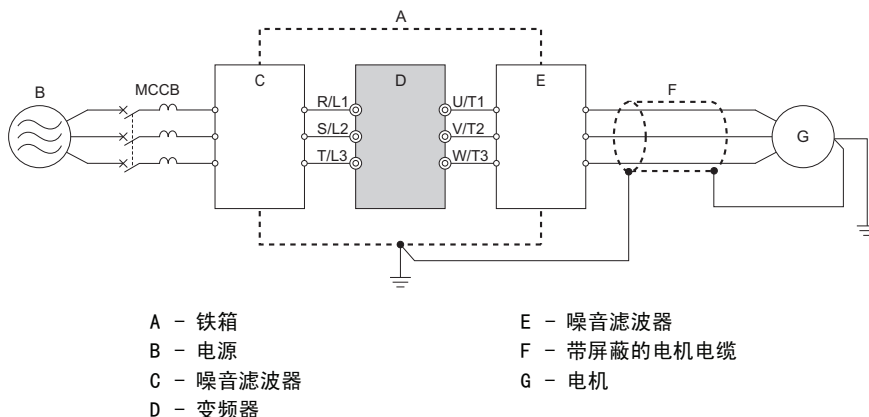 A
B
MCCB
C
D
E
F
G
R/L1
S/L2
T/L3
U/T1
V/T2
W/T3
A - 铁箱
B - 电源
C - 噪音滤波器
D - 变频器
E - 噪音滤波器
F - 带屏蔽的电机电缆
G - 电机